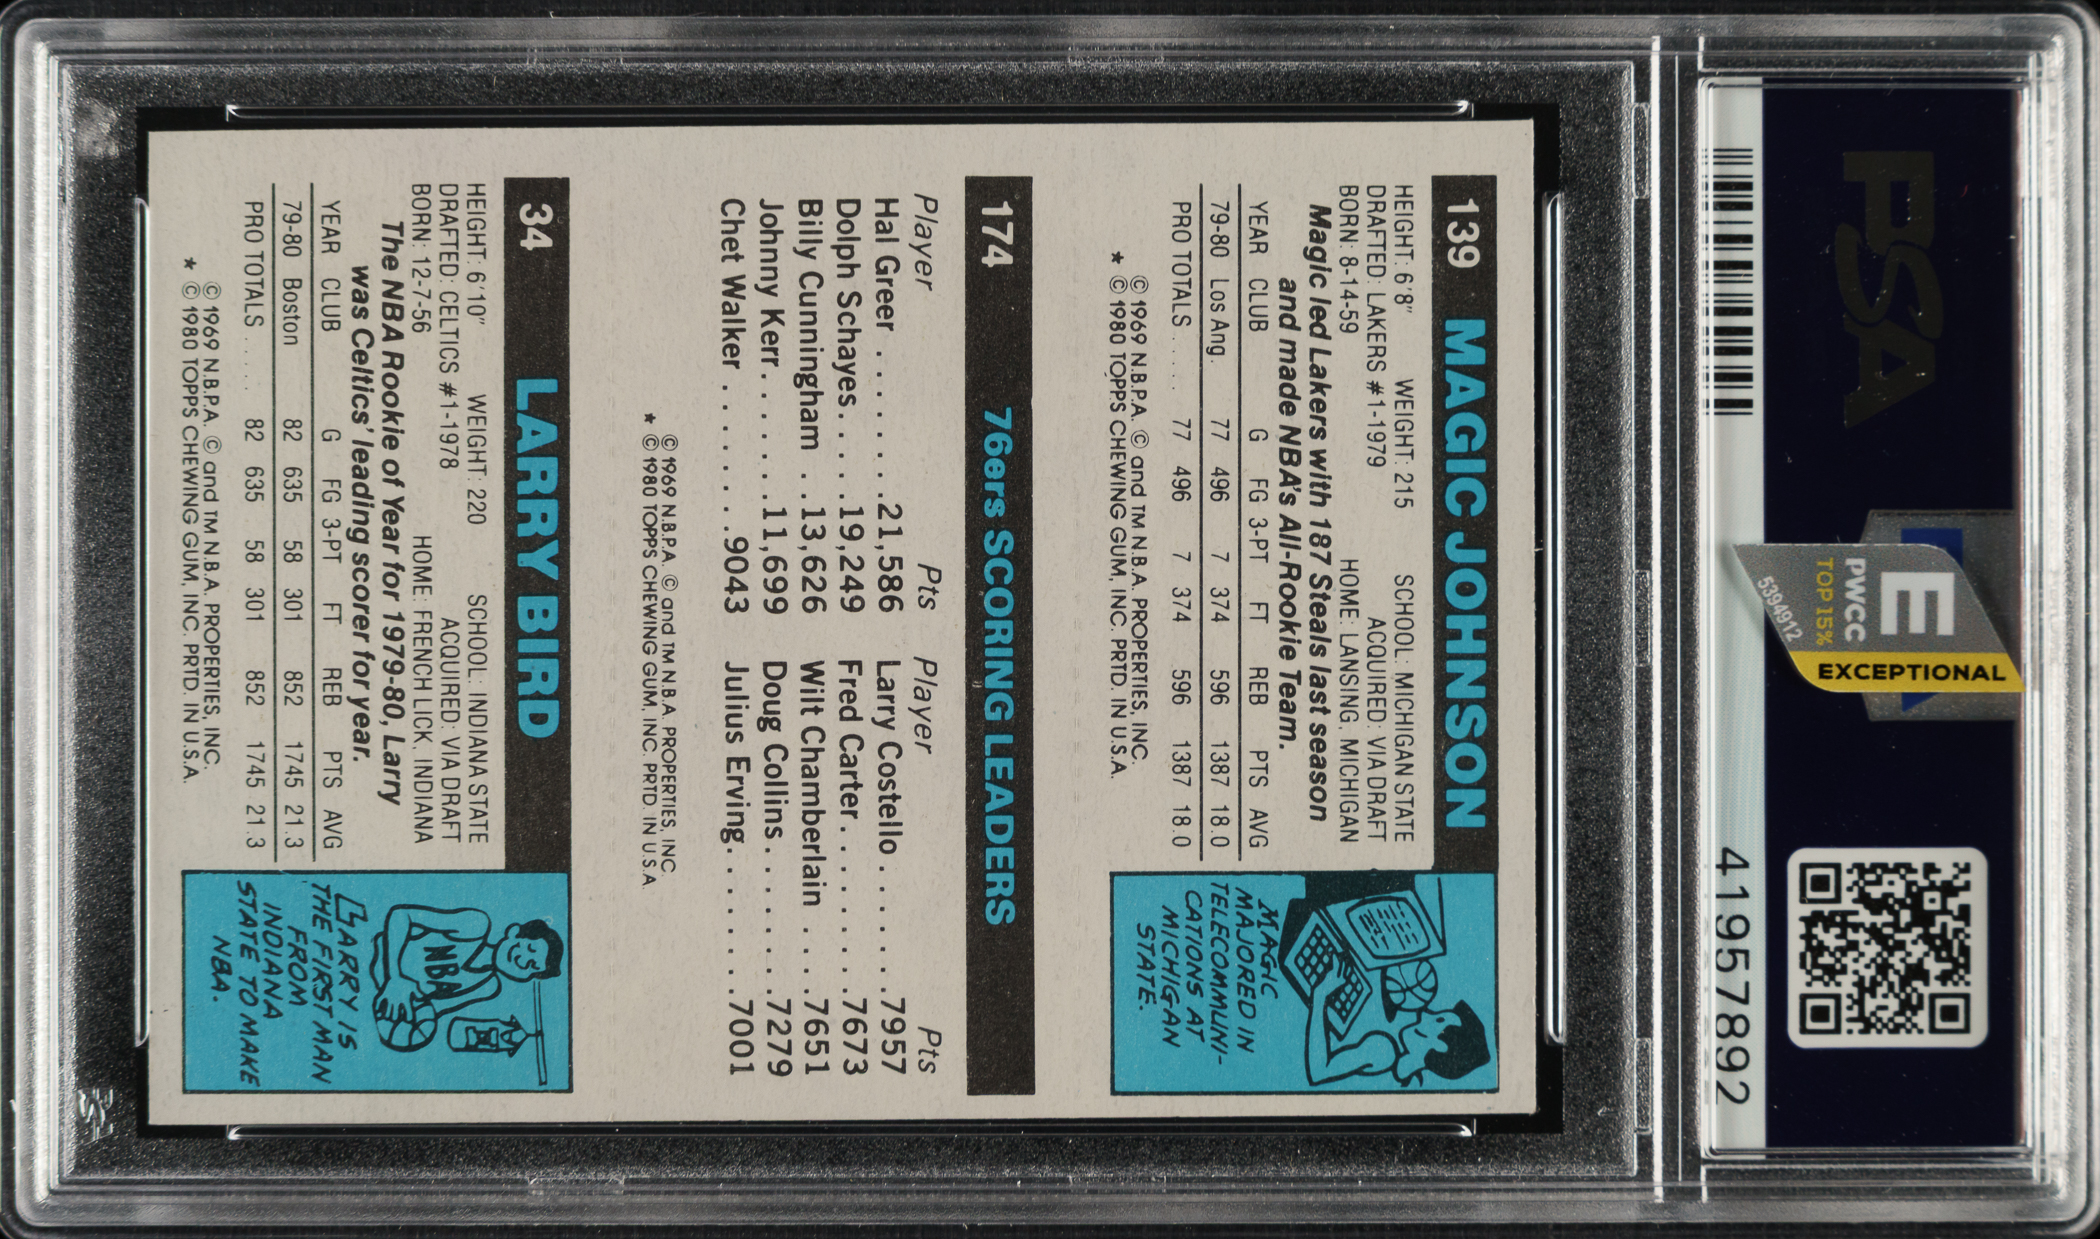 PSA
E
PWCC
TOP 15%
5394912
EXCEPTIONAL
41957892
139 MAGIC JOHNSON
HEIGHT: 6'8" WEIGHT: 215 SCHOOL: MICHIGAN STATE
DRAFTED: LAKERS #1-1979 ACQUIRED: VIA DRAFT
BORN: 8-14-59 HOME: LANSING, MICHIGAN
Magic led Lakers with 187 Steals last season
and made NBA's All-Rookie Team.
YEAR CLUB G FG 3-PT FT REB PTS AVG
79-80 Los Ang. 77 496 7 374 596 1387 18.0
PRO TOTALS ..... 77 496 7 374 596 1387 18.0
© 1969 N.B.P.A. © and TM N.B.A. PROPERTIES, INC.
* © 1980 TOPPS CHEWING GUM, INC. PRTD. IN U.S.A.
MAGIC
MAJORED IN
TELECOMMUNI-
CATIONS AT
MICHIGAN
STATE.
174 76ers SCORING LEADERS
Player Pts Player Pts
Hal Greer ........21,586 Larry Costello ........7957
Dolph Schayes.....19,249 Fred Carter.........7673
Billy Cunningham ..13,626 Wilt Chamberlain ....7651
Johnny Kerr.......11,699 Doug Collins........7279
Chet Walker ........9043 Julius Erving........7001
© 1969 N.B.P.A. © and TM N.B.A. PROPERTIES, INC.
* © 1980 TOPPS CHEWING GUM, INC. PRTD. IN U.S.A.
34 LARRY BIRD
HEIGHT: 6'10" WEIGHT: 220 SCHOOL: INDIANA STATE
DRAFTED: CELTICS #1-1978 ACQUIRED: VIA DRAFT
BORN: 12-7-56 HOME: FRENCH LICK, INDIANA
The NBA Rookie of Year for 1979-80, Larry
was Celtics' leading scorer for year.
YEAR CLUB G FG 3-PT FT REB PTS AVG
79-80 Boston 82 635 58 301 852 1745 21.3
PRO TOTALS ..... 82 635 58 301 852 1745 21.3
© 1969 N.B.P.A. © and TM N.B.A. PROPERTIES, INC.
* © 1980 TOPPS CHEWING GUM, INC. PRTD. IN U.S.A.
NBA
LARRY IS
THE FIRST MAN
FROM
INDIANA
STATE TO MAKE
NBA.
PSA